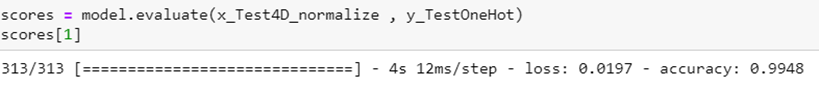 scores = model.evaluate(x_Test4D_normalize , y_TestOneHot)
scores[1]
313/313 [==============================] - 4s 12ms/step - loss: 0.0197 - accuracy: 0.9948